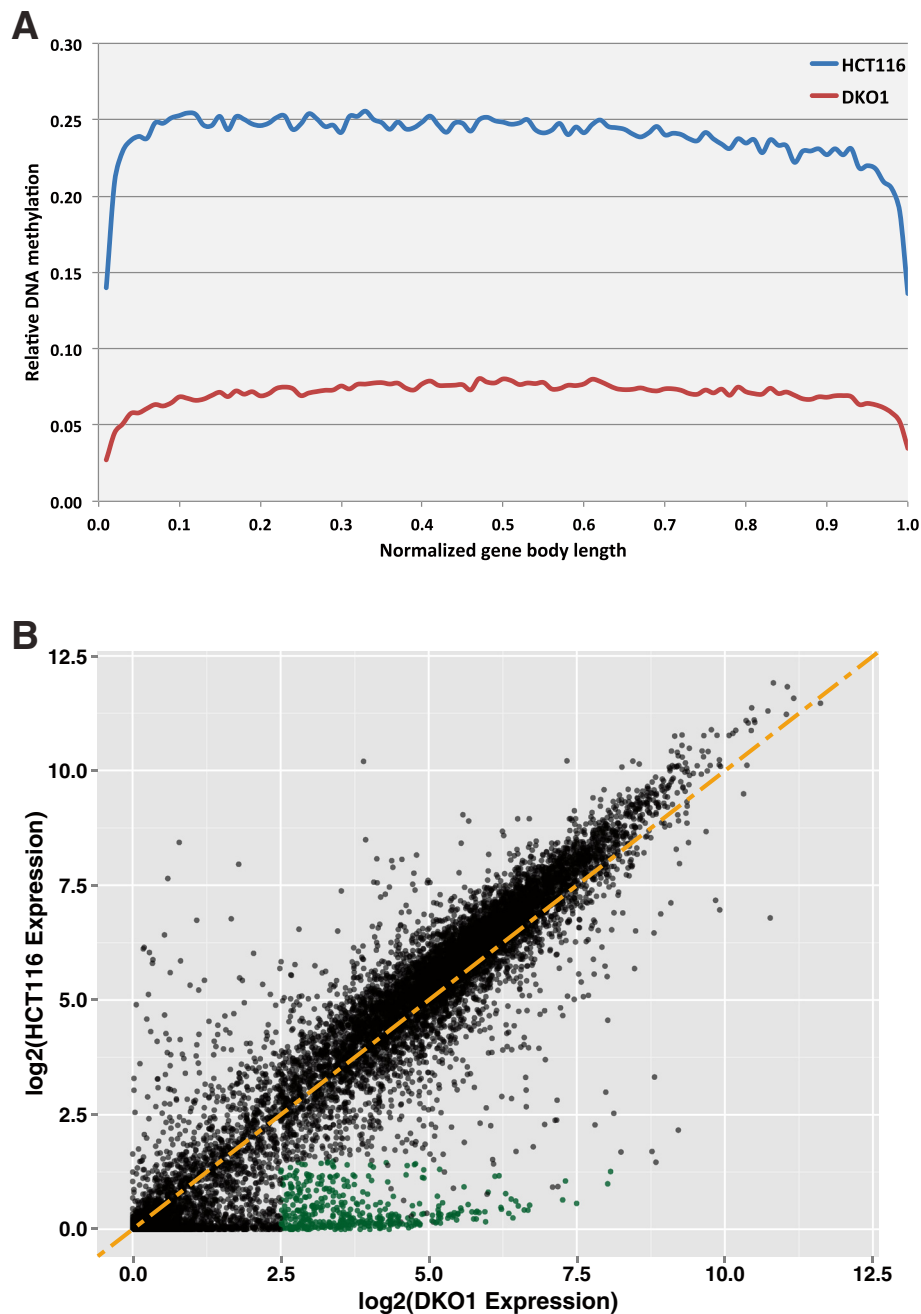 A
0.30
0.25
0.20
0.15
0.10
0.05
0.00
Relative DNA methylation
HCT116
DKO1
0.0 0.1 0.2 0.3 0.4 0.5 0.6 0.7 0.8 0.9 1.0
Normalized gene body length
B
12.5
10.0
7.5
5.0
2.5
0.0
log2(HCT116 Expression)
0.0 2.5 5.0 7.5 10.0 12.5
log2(DKO1 Expression)